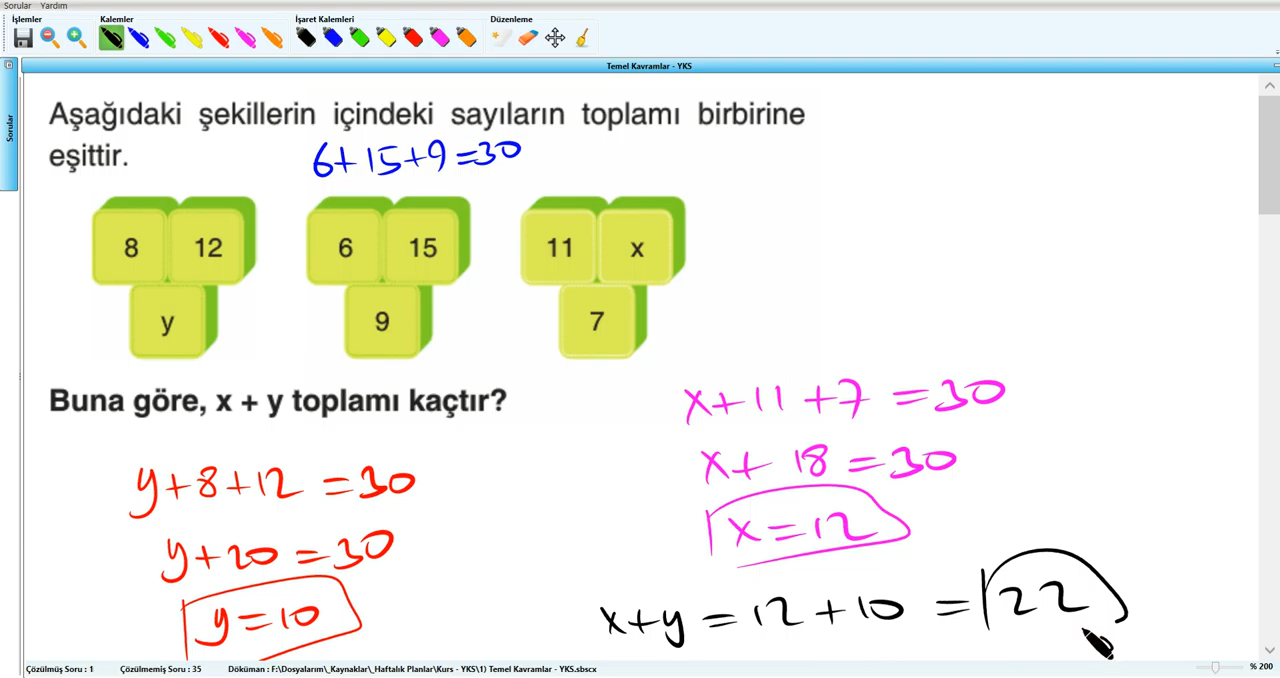 Sorular Yardım
İşlemler Kalemler İşaret Kalemleri Düzenleme
Temel Kavramlar - YKS
Sorular
Aşağıdaki şekillerin içindeki sayıların toplamı birbirine
eşittir.
6+15+9=30
8 12 6 15 11 x
y 9 7
Buna göre, x + y toplamı kaçtır?
x+11+7=30
x+18=30
x=12
y+8+12=30
y+20=30
y=10
x+y=12+10=22
Çözülmüş Soru : 1 Çözülmemiş Soru : 35 Döküman : F:\Dosyalarım\_Kaynaklar\_Haftalık Planlar\Kurs - YKS\1) Temel Kavramlar - YKS.sbscx % 200